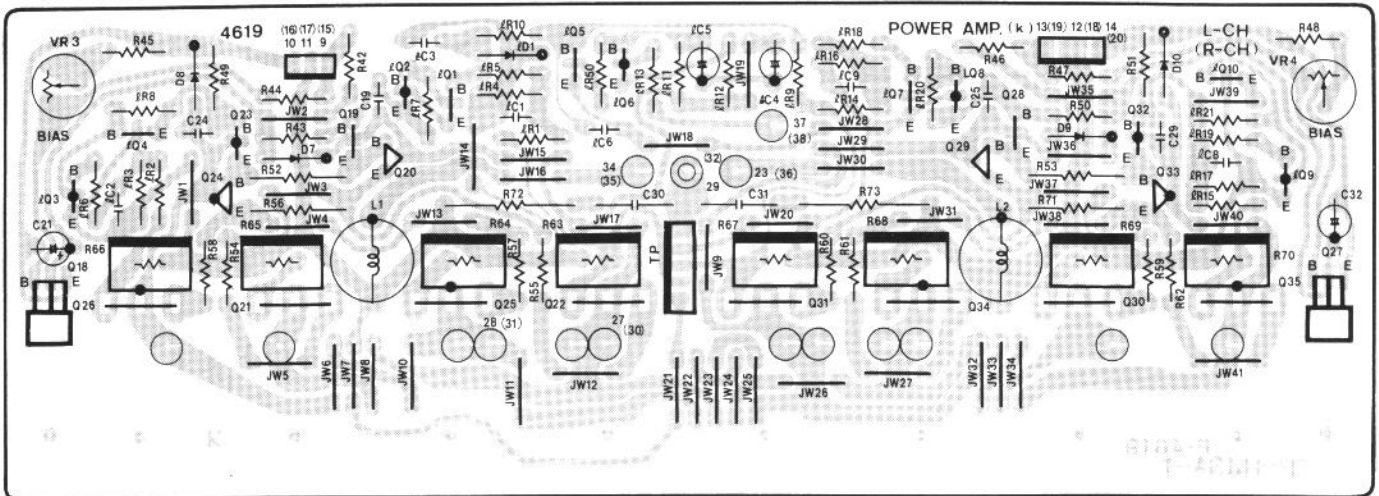 4619
(16) (17) (15)
10 11 9
POWER AMP. (k) 13(19) 12(18) 14
(20)
L-CH
(R-CH)
VR3
R45
D8
R49
R42
ℓC3
ℓR10
ℓD1
ℓQ5
B
E
ℓR50
ℓQ6
ℓR13
ℓR11
ℓC5
ℓR12
JW19
ℓC4
ℓR9
ℓR18
ℓR16
ℓC9
R46
R47
JW35
R51
D10
VR4
R48
ℓQ10
B E
JW39
BIAS
ℓR8
C24
B E
ℓQ4
Q23
B
E
R44
JW2
R43
D7
Q19
B
E
C19
ℓQ2
B
E
ℓR7
ℓQ1
B
E
ℓR5
ℓR4
ℓC1
ℓR1
ℓC6
JW18
37
(38)
ℓR14
JW28
JW29
JW30
ℓQ7
B
E
ℓR20
LQ8
B
E
C25
Q28
B
E
R50
D9
JW36
Q32
B
E
C29
ℓR21
ℓR19
ℓC8
BIAS
ℓQ3
B
E
ℓR6
C2
ℓR3
ℓR2
JW1
Q24
B
E
R52
JW3
R56
JW4
R65
Q20
B
E
JW14
JW15
JW16
34
(35)
(32)
29
23 (36)
Q29
B
E
R53
JW37
R71
JW38
Q33
B
E
ℓR17
ℓR15
JW40
ℓQ9
B
E
C32
C21
Q18
B E
Q26
R66
R58
R54
Q21
L1
JW13
R72
R64
R57
R55
Q25
Q22
R63
JW17
C30
C31
TP
R67
JW9
JW20
R73
R60
R61
Q31
R68
JW31
L2
Q34
R69
Q30
R59
R62
R70
Q35
Q27
B E
28 (31)
27
(30)
JW5
JW6
JW7
JW8
JW10
JW11
JW12
JW21
JW22
JW23
JW24
JW25
JW26
JW27
JW32
JW33
JW34
JW41